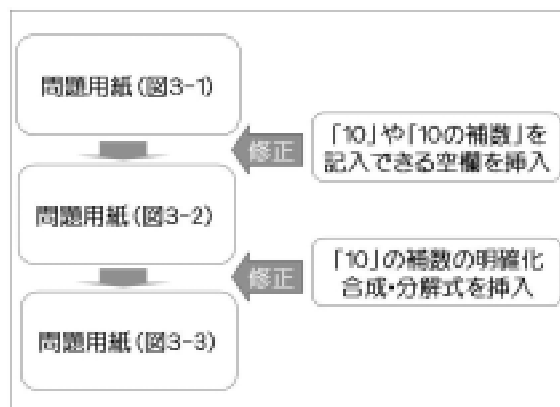 問題用紙(図3-1)
修正
「10」や「10の補数」を
記入できる空欄を挿入
問題用紙(図3-2)
修正
「10」の補数の明確化
合成・分解式を挿入
問題用紙(図3-3)